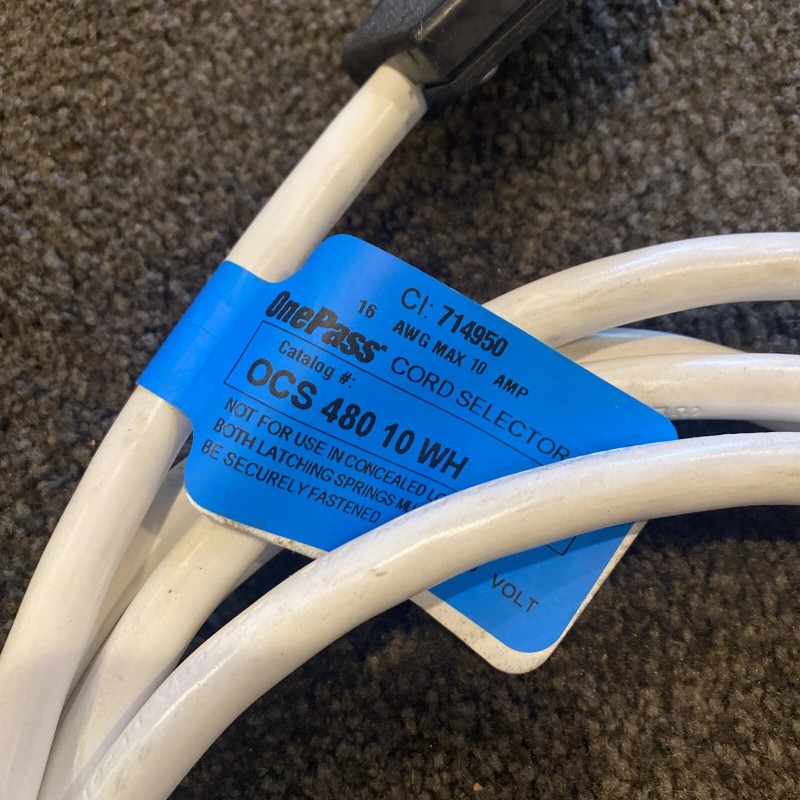 CI: 714950
16 AWG MAX 10 AMP
OnePass® CORD SELECTOR
Catalog #:
OCS 480 10 WH
NOT FOR USE IN CONCEALED
BOTH LATCHING SPRINGS
BE SECURELY FASTENED
VOLT